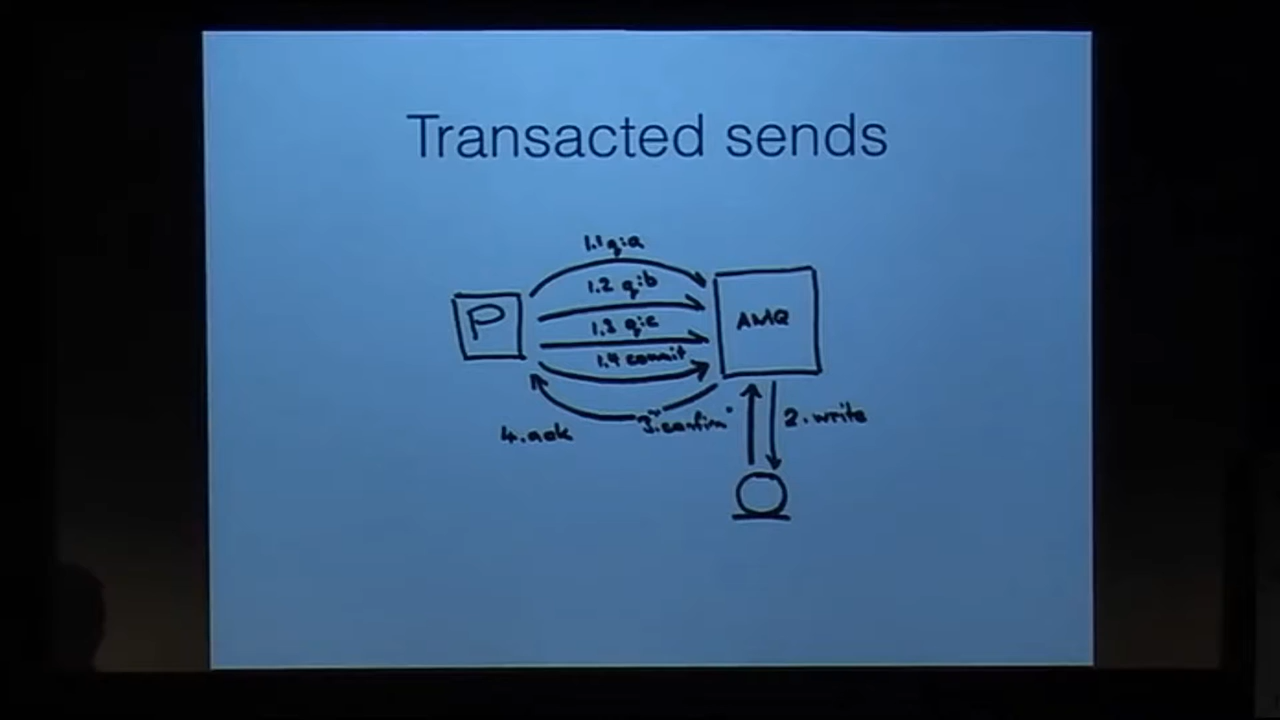 Transacted sends
1.1 q:a
1.2 q:b
1.3 q:c
1.4 commit
P
AMQ
4. ack
3. confirm
2. write